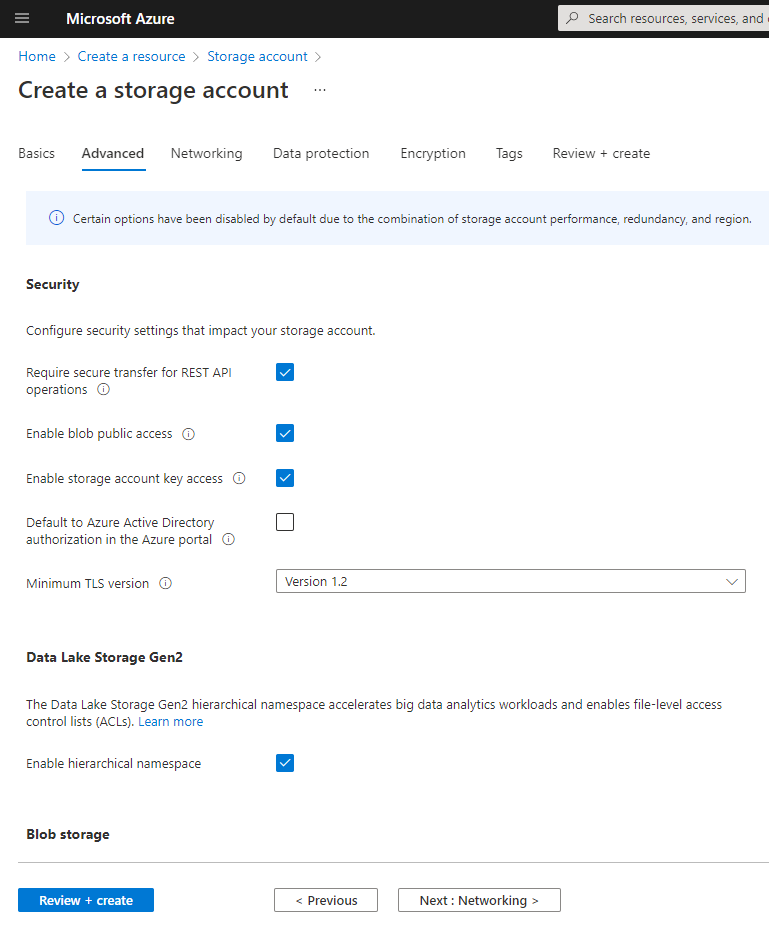 Microsoft Azure
Search resources, services, and
Home > Create a resource > Storage account >
Create a storage account ...
Basics Advanced Networking Data protection Encryption Tags Review + create
Certain options have been disabled by default due to the combination of storage account performance, redundancy, and region.
Security
Configure security settings that impact your storage account.
Require secure transfer for REST API
operations
Enable blob public access
Enable storage account key access
Default to Azure Active Directory
authorization in the Azure portal
Minimum TLS version
Version 1.2
Data Lake Storage Gen2
The Data Lake Storage Gen2 hierarchical namespace accelerates big data analytics workloads and enables file-level access
control lists (ACLs). Learn more
Enable hierarchical namespace
Blob storage
Review + create
< Previous
Next : Networking >